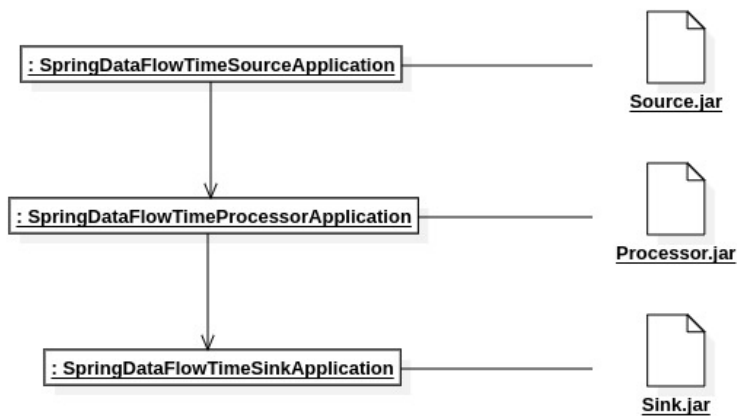 : SpringDataFlowTimeSourceApplication
Source.jar
: SpringDataFlowTimeProcessorApplication
Processor.jar
: SpringDataFlowTimeSinkApplication
Sink.jar